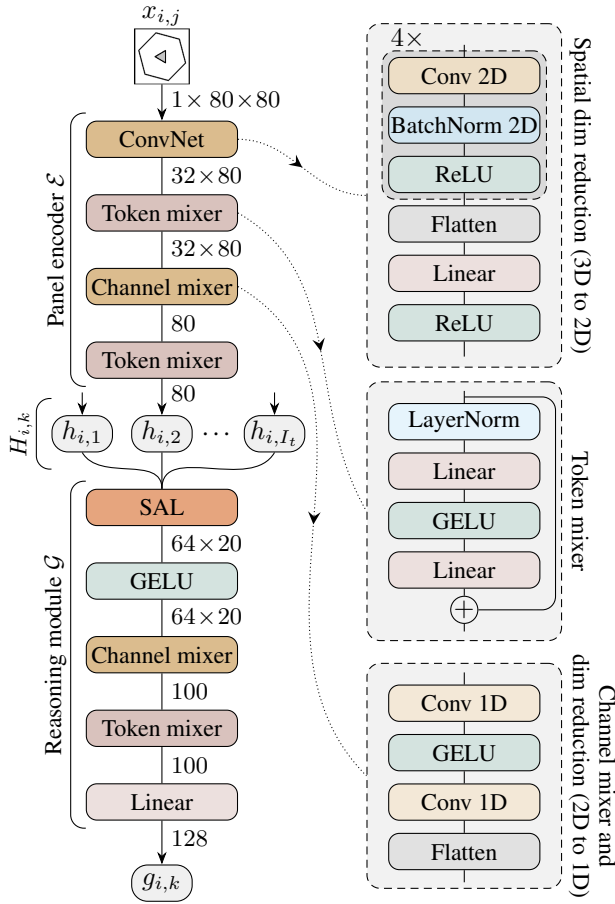 x_{i,j}
1 × 80 × 80
Panel encoder ℰ
ConvNet
32 × 80
Token mixer
32 × 80
Channel mixer
80
Token mixer
80
H_{i,k}
h_{i,1}
h_{i,2}
...
h_{i,I_t}
Reasoning module 𝒢
SAL
64 × 20
GELU
64 × 20
Channel mixer
100
Token mixer
100
Linear
128
g_{i,k}
4×
Conv 2D
BatchNorm 2D
ReLU
Flatten
Linear
ReLU
Spatial dim reduction (3D to 2D)
LayerNorm
Linear
GELU
Linear
+
Token mixer
Conv 1D
GELU
Conv 1D
Flatten
Channel mixer and
dim reduction (2D to 1D)